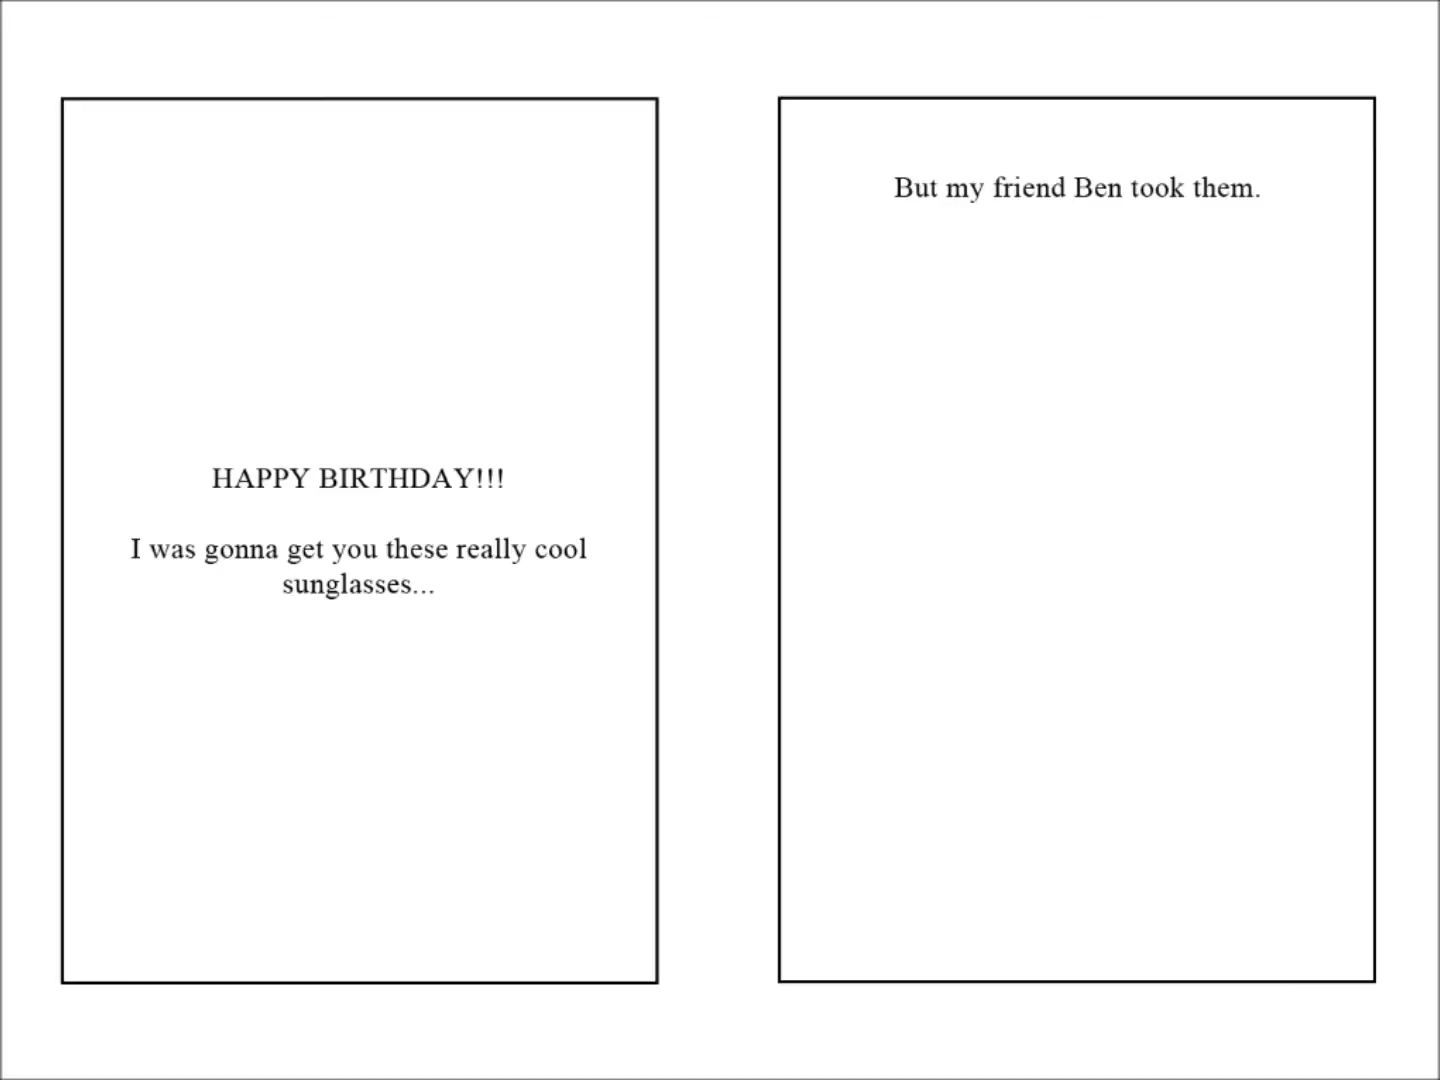 HAPPY BIRTHDAY!!!
I was gonna get you these really cool
sunglasses...
But my friend Ben took them.